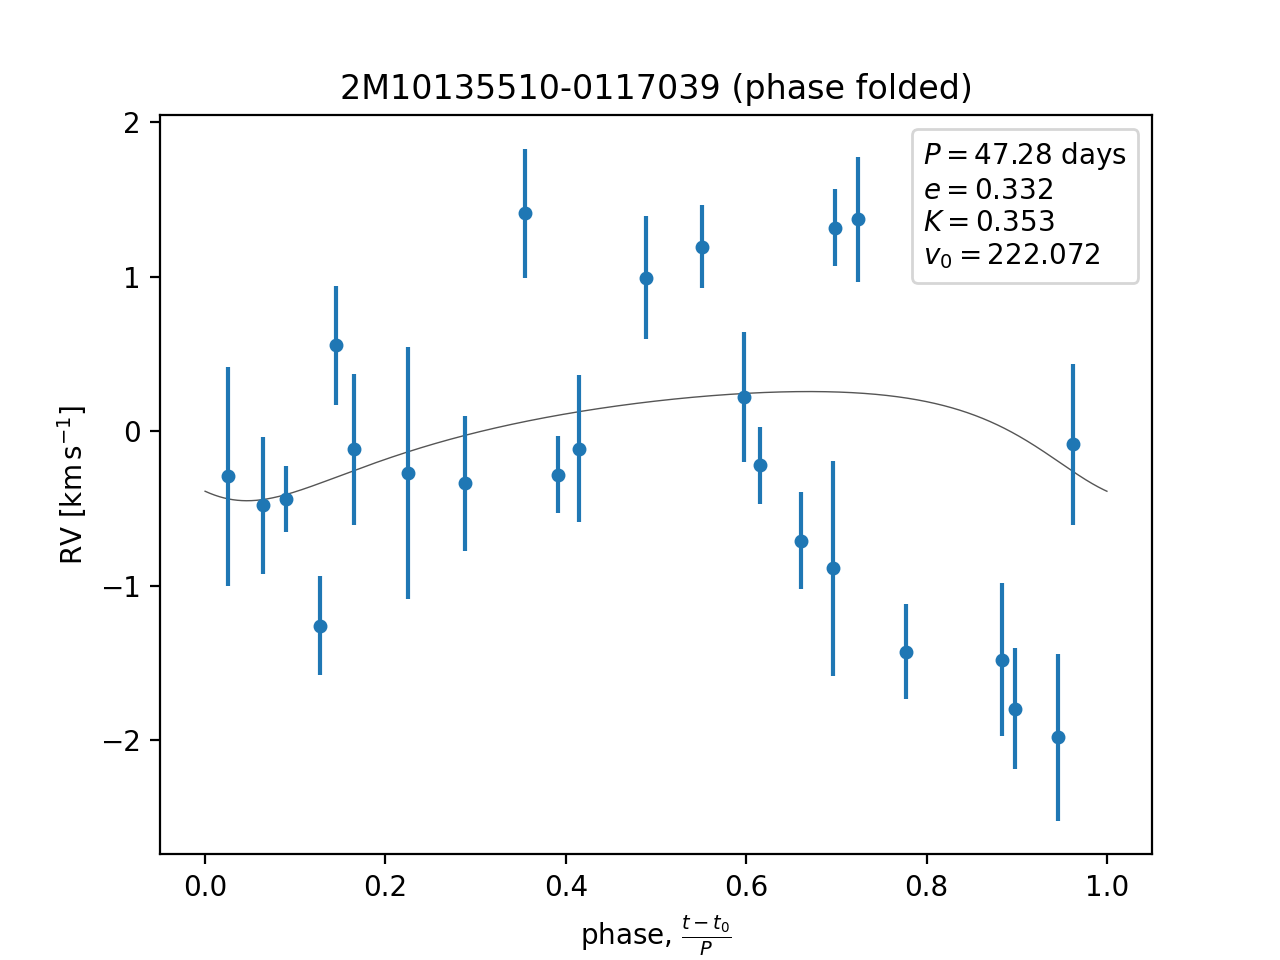 2M10135510-0117039 (phase folded)
P = 47.28 days
e = 0.332
K = 0.353
v₀ = 222.072
2
1
0
−1
−2
RV [km s⁻¹]
0.0 0.2 0.4 0.6 0.8 1.0
phase, (t − t₀)/P